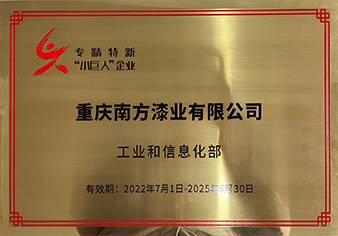 专精特新
“小巨人”企业
重庆南方漆业有限公司
工业和信息化部
有效期：2022年7月1日-2025年6月30日